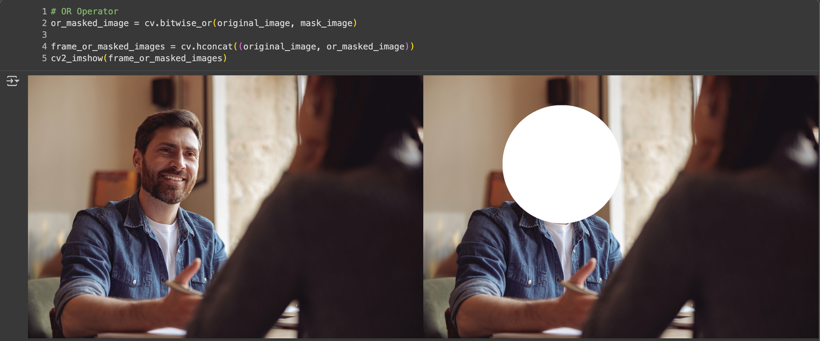 1 # OR Operator
2 or_masked_image = cv.bitwise_or(original_image, mask_image)
3
4 frame_or_masked_images = cv.hconcat((original_image, or_masked_image))
5 cv2_imshow(frame_or_masked_images)